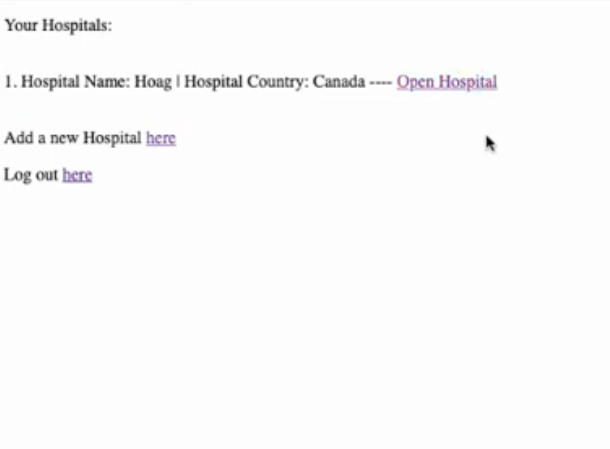 Your Hospitals:
1. Hospital Name: Hoag | Hospital Country: Canada ---- Open Hospital
Add a new Hospital here
Log out here